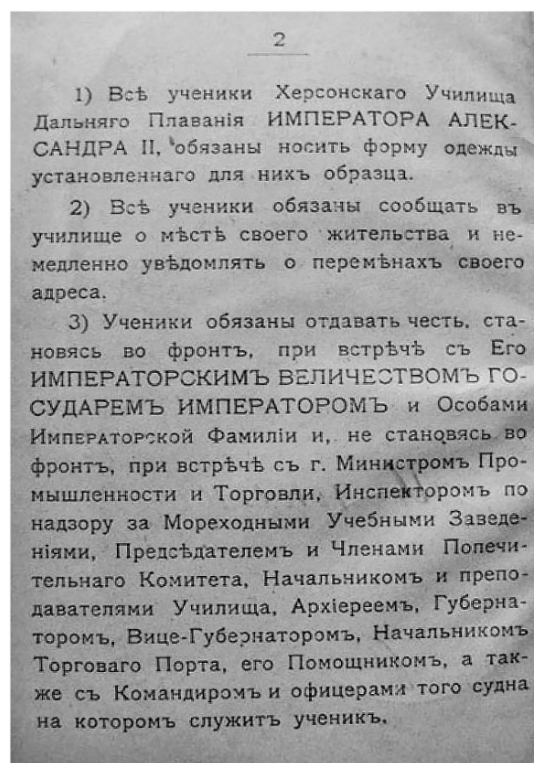 2
1) Всѣ ученики Херсонскаго Училища
Дальняго Плаванія ИМПЕРАТОРА АЛЕК-
САНДРА II, обязаны носить форму одежды
установленнаго для нихъ образца.
2) Всѣ ученики обязаны сообщать въ
училище о мѣстѣ своего жительства и не-
медленно увѣдомлять о перемѣнахъ своего
адреса.
3) Ученики обязаны отдавать честь, ста-
новясь во фронтъ, при встрѣчѣ съ Его
ИМПЕРАТОРСКИМЪ ВЕЛИЧЕСТВОМЪ ГО-
СУДАРЕМЪ ИМПЕРАТОРОМЪ и Особами
ИМПЕРАТОРСКОЙ Фамиліи и, не становясь во
фронтъ, при встрѣчѣ съ г. Министромъ Про-
мышленности и Торговли, Инспекторомъ по
надзору за Мореходными Учебными Заведе-
ніями, Предсѣдателемъ и Членами Попечи-
тельнаго Комитета, Начальникомъ и препо-
давателями Училища, Архіереемъ, Губерна-
торомъ, Вице-Губернаторомъ, Начальникомъ
Торговаго Порта, его Помощникомъ, а так-
же съ Командиромъ и офицерами того судна
на которомъ служитъ ученикъ.